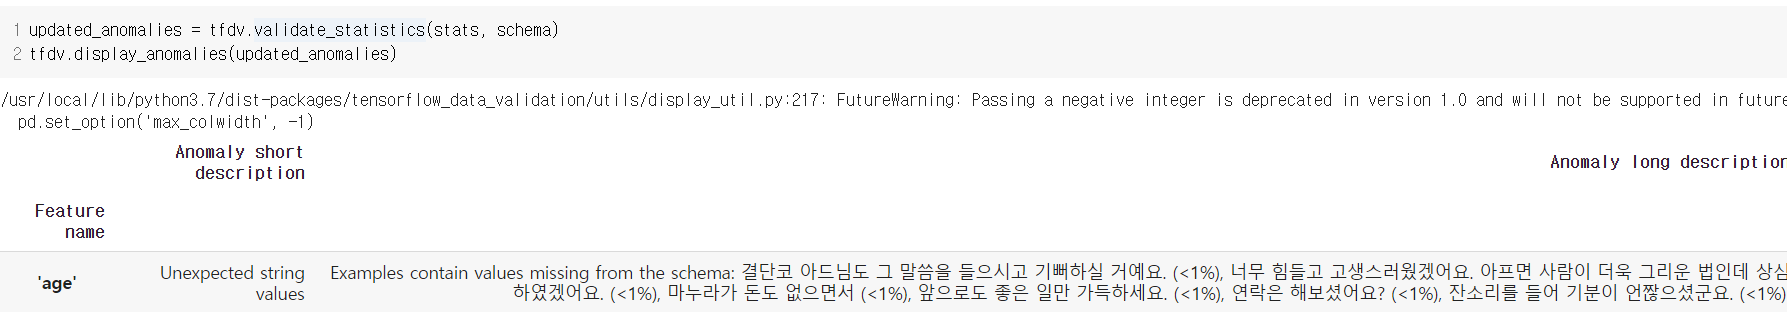 1 updated_anomalies = tfdv.validate_statistics(stats, schema)
2 tfdv.display_anomalies(updated_anomalies)
/usr/local/lib/python3.7/dist-packages/tensorflow_data_validation/utils/display_util.py:217: FutureWarning: Passing a negative integer is deprecated in version 1.0 and will not be supported in future
pd.set_option('max_colwidth', -1)
Anomaly short
description
Anomaly long description
Feature
name
'age'
Unexpected string
values
Examples contain values missing from the schema: 결단코 아드님도 그 말씀을 들으시고 기뻐하실 거예요. (<1%), 너무 힘들고 고생스러웠겠어요. 아프면 사람이 더욱 그리운 법인데 상심
하였겠어요. (<1%), 마누라가 돈도 없으면서 (<1%), 앞으로도 좋은 일만 가득하세요. (<1%), 연락은 해보셨어요? (<1%), 잔소리를 들어 기분이 언짢으셨군요. (<1%)